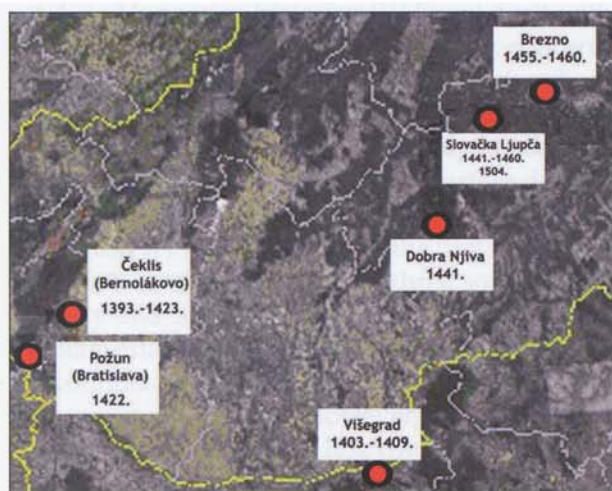 Brezno
1455.-1460.
Slovačka Ljupča
1441.-1460.
1504.
Dobra Njiva
1441.
Čeklis
(Bernolákovo)
1393.-1423.
Požun
(Bratislava)
1422.
Višegrad
1403.-1409.